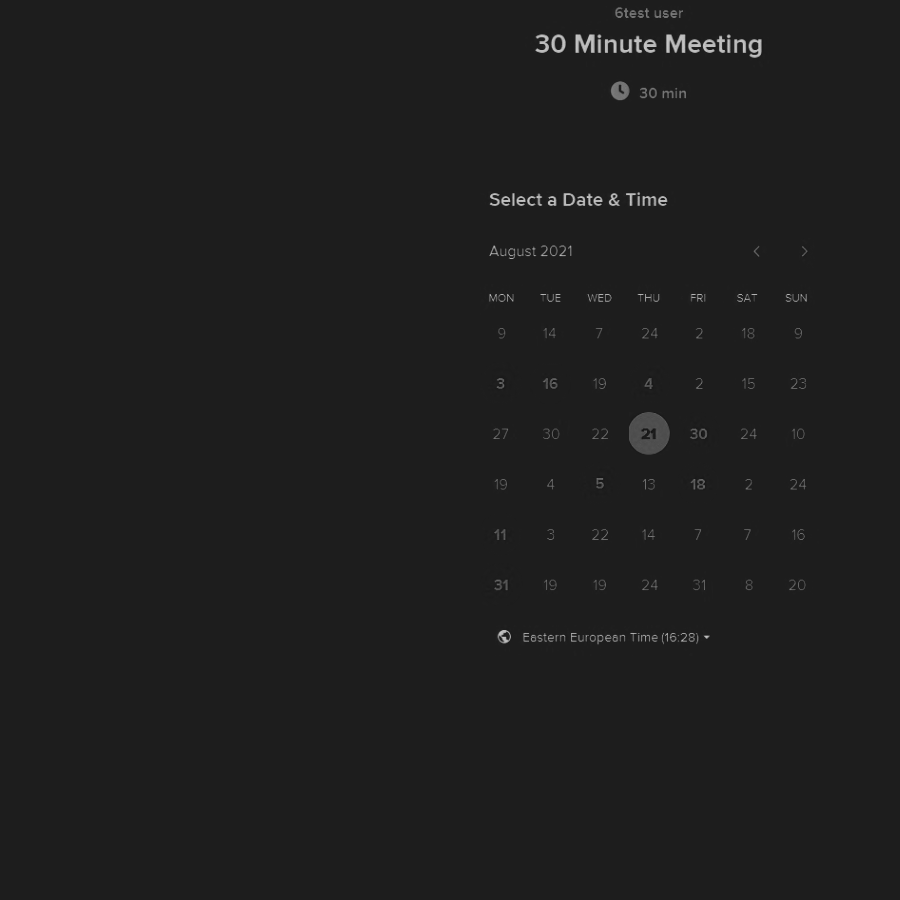 6test user
30 Minute Meeting
30 min
Select a Date & Time
August 2021
MON TUE WED THU FRI SAT SUN
9 14 7 24 2 18 9
3 16 19 4 2 15 23
27 30 22 21 30 24 10
19 4 5 13 18 2 24
11 3 22 14 7 7 16
31 19 19 24 31 8 20
Eastern European Time (16:28)